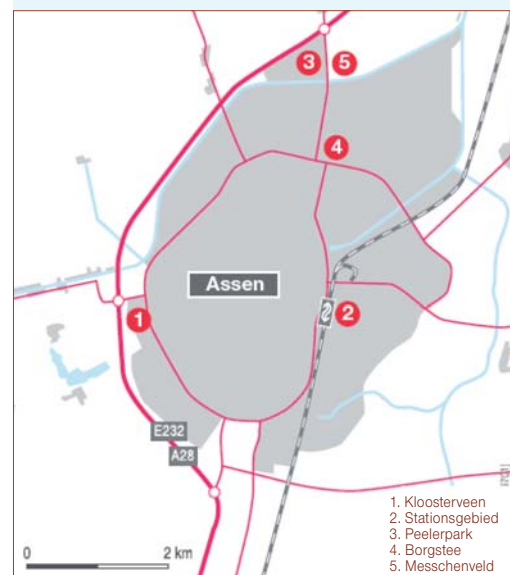 3 5
4
Assen
1
2
E232
A28
1. Kloosterveen
2. Stationsgebied
3. Peelerpark
4. Borgstee
5. Messchenveld
0 2 km